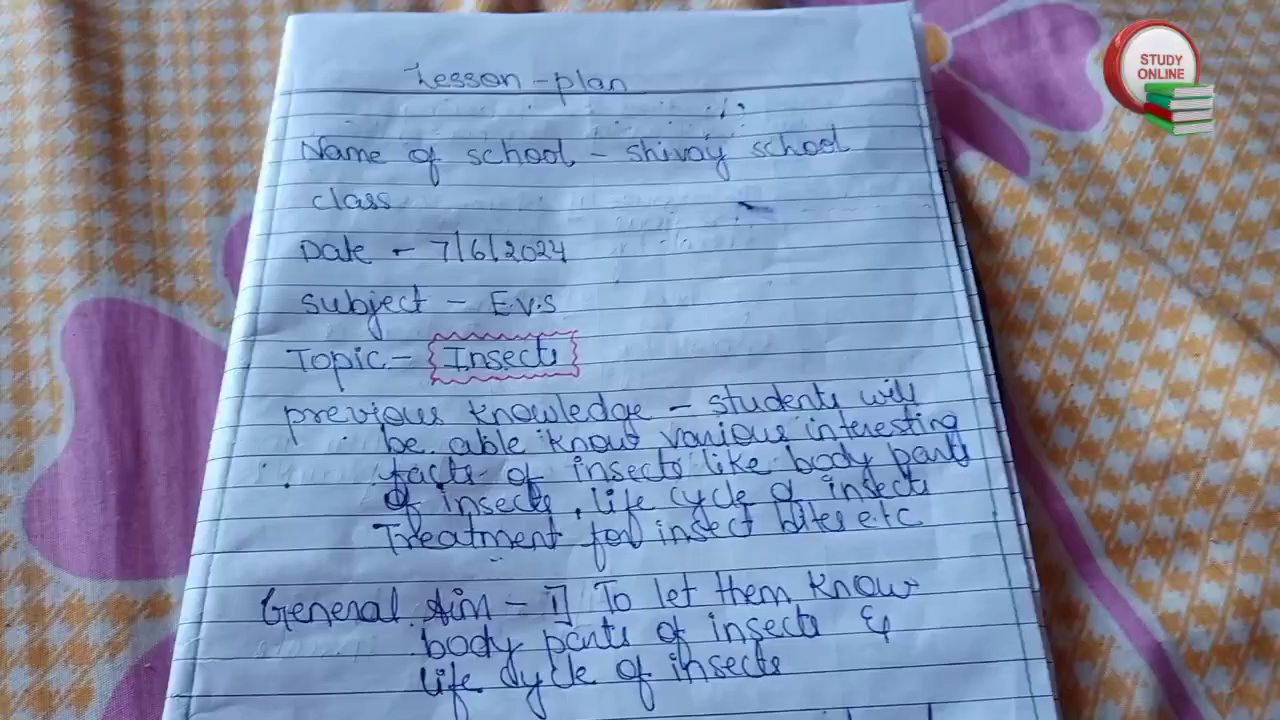 Lesson-plan
Name of school - Shivay school
class
Date - 7/6/2024
Subject - E.V.S
Topic - Insects
previous knowledge - students will
be able know various interesting
facts of insects like body parts
of insects, life cycle of insects
Treatment for insect bites e.t.c
General Aim - 1] To let them know
body parts of insects &
life cycle of insects
STUDY
ONLINE